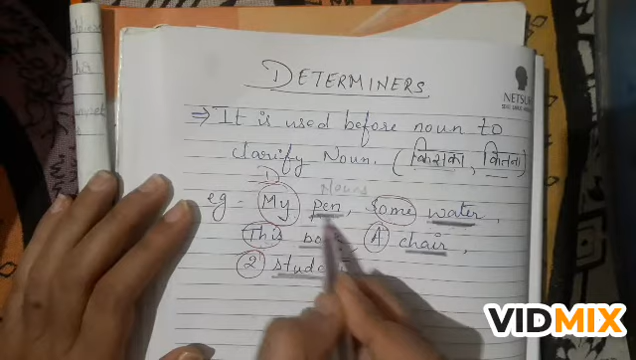 DETERMINERS
NETSU
⇒ It is used before noun to
clarify Noun. (किसका, कितना)
D Nouns
eg - My pen, Some water,
This A chair,
2
VIDMIX